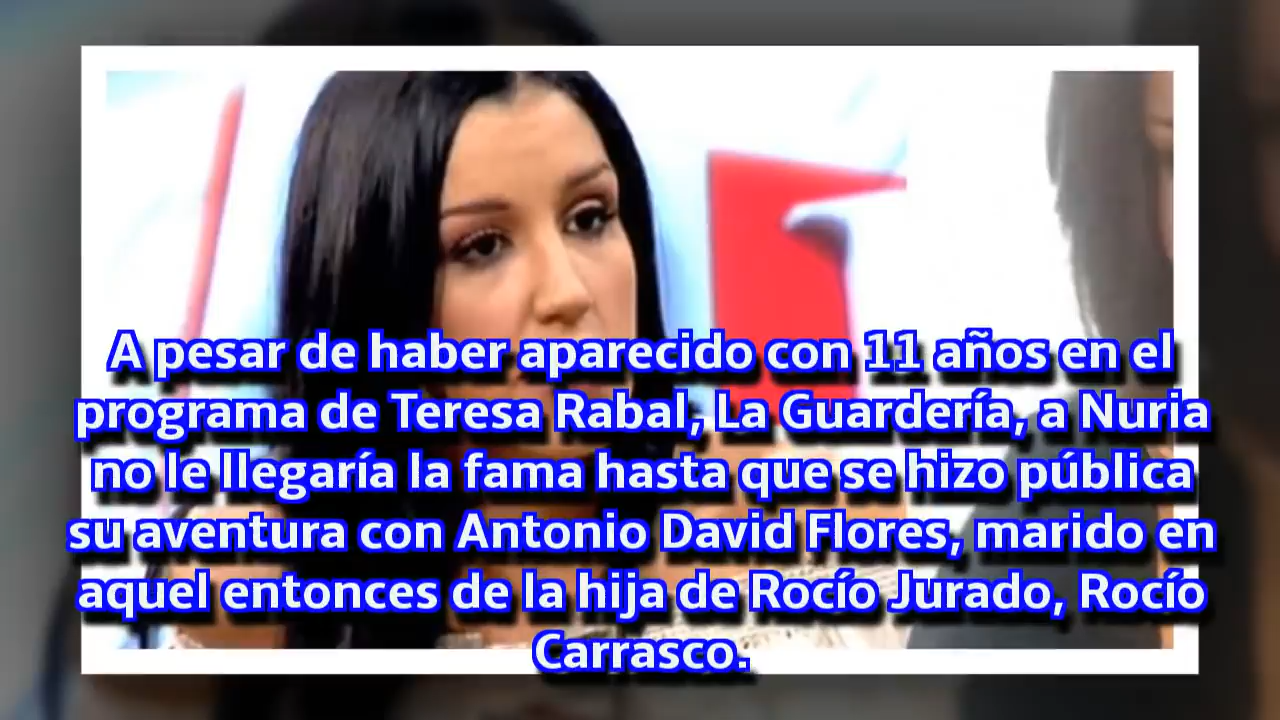 A pesar de haber aparecido con 11 años en el
programa de Teresa Rabal, La Guardería, a Nuria
no le llegaría la fama hasta que se hizo pública
su aventura con Antonio David Flores, marido en
aquel entonces de la hija de Rocío Jurado, Rocío
Carrasco.